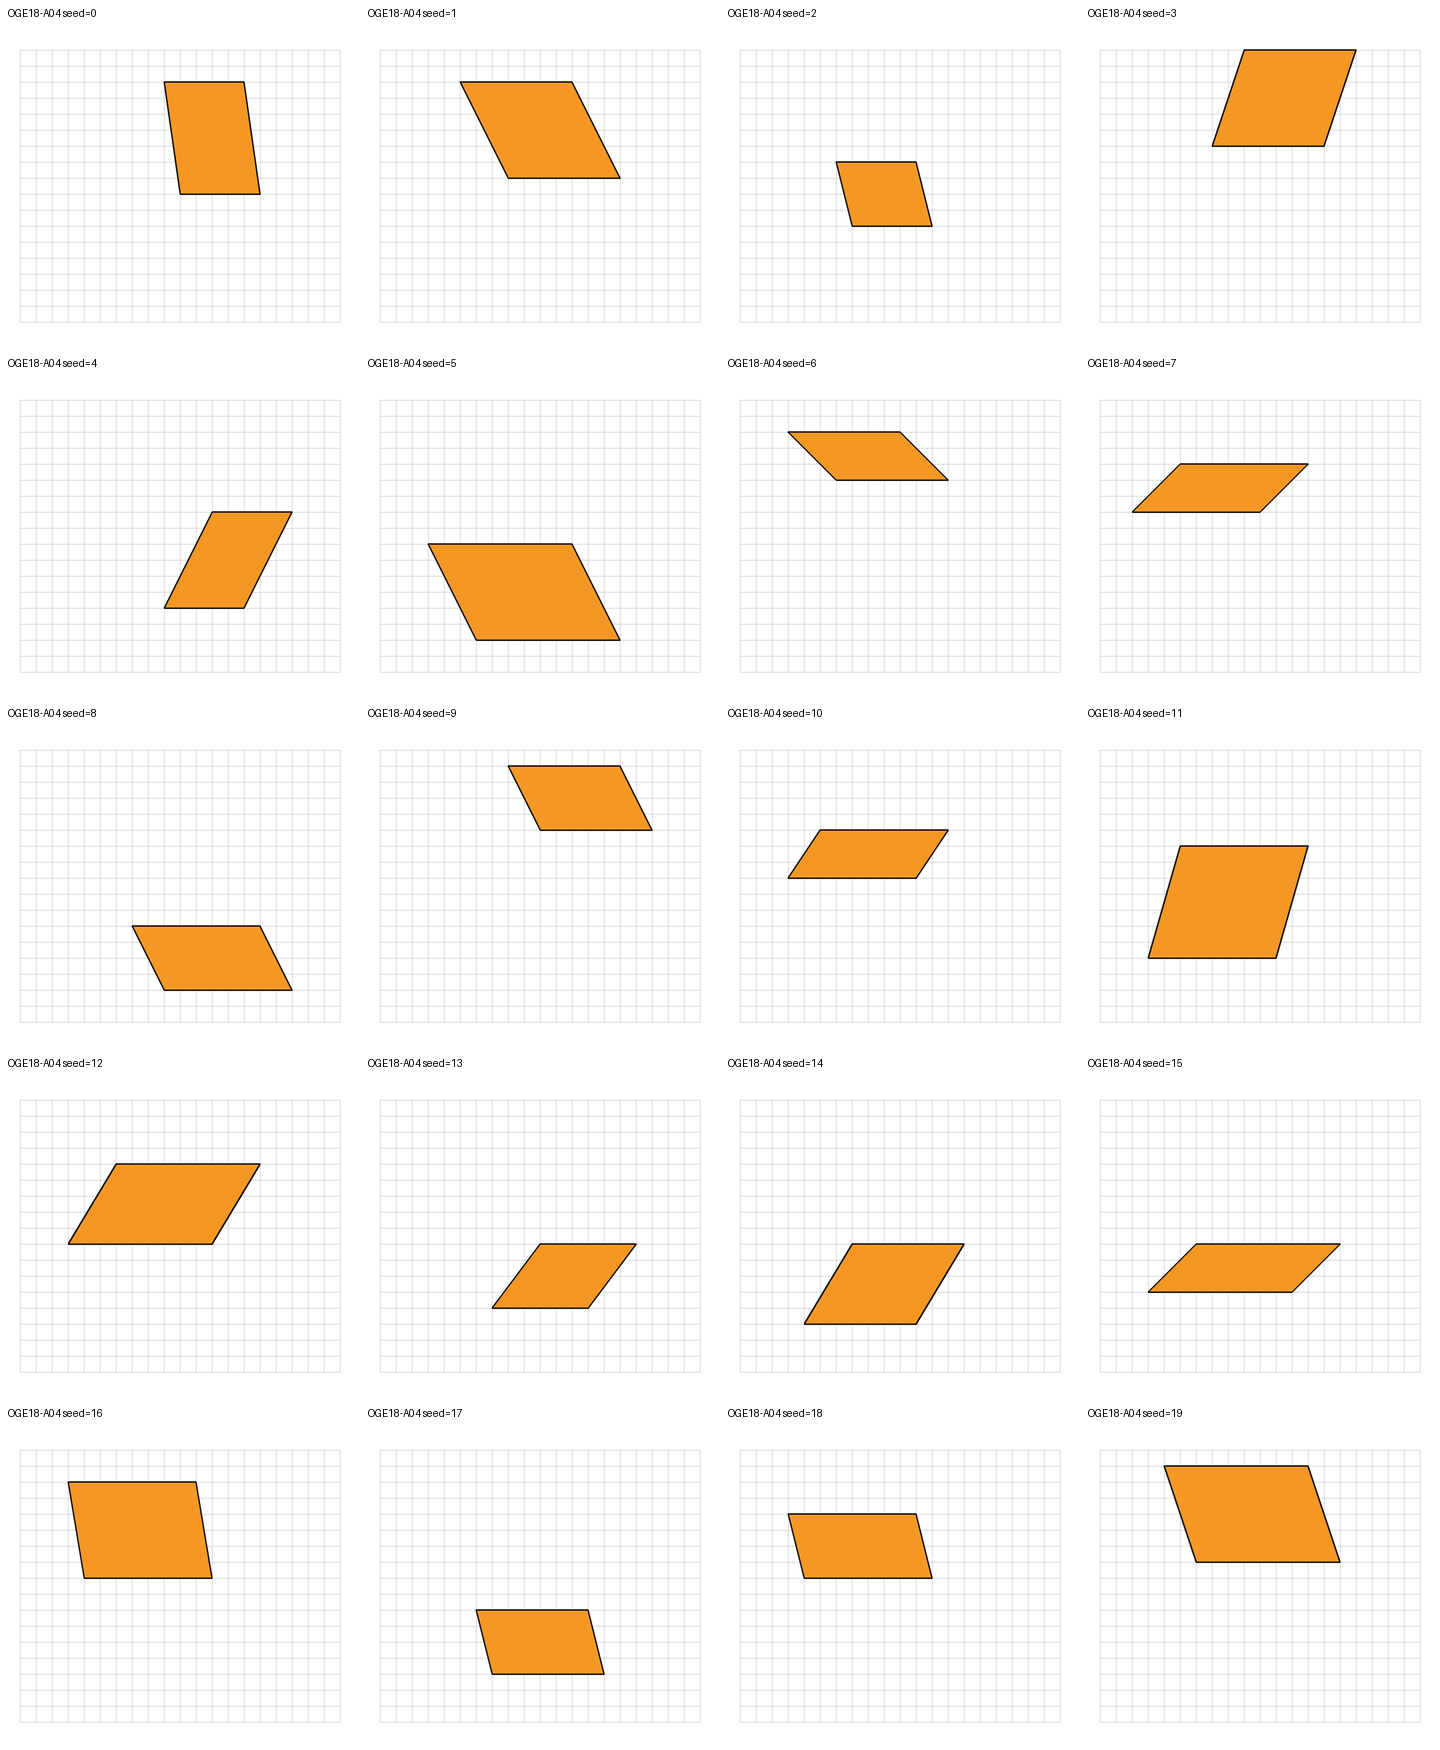 OGE18-A04 seed=0
OGE18-A04 seed=1
OGE18-A04 seed=2
OGE18-A04 seed=3
OGE18-A04 seed=4
OGE18-A04 seed=5
OGE18-A04 seed=6
OGE18-A04 seed=7
OGE18-A04 seed=8
OGE18-A04 seed=9
OGE18-A04 seed=10
OGE18-A04 seed=11
OGE18-A04 seed=12
OGE18-A04 seed=13
OGE18-A04 seed=14
OGE18-A04 seed=15
OGE18-A04 seed=16
OGE18-A04 seed=17
OGE18-A04 seed=18
OGE18-A04 seed=19